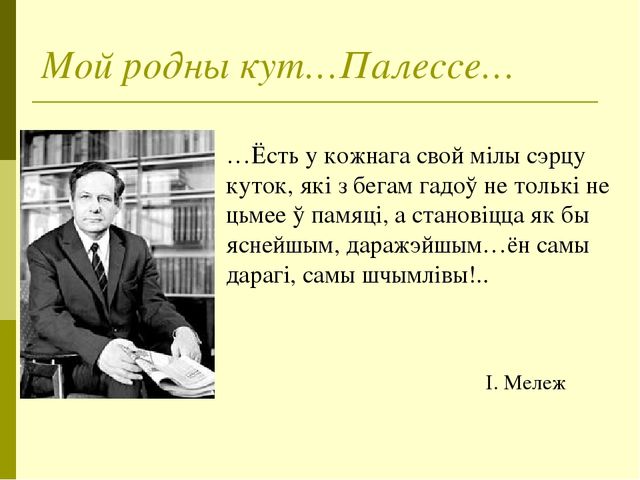 Мой родны кут…Палессе…
…Ёсть у кожнага свой мілы сэрцу
куток, які з бегам гадоў не толькі не
цьмее ў памяці, а становіцца як бы
яснейшым, даражэйшым…ён самы
дарагі, самы шчымлівы!..
І. Мележ